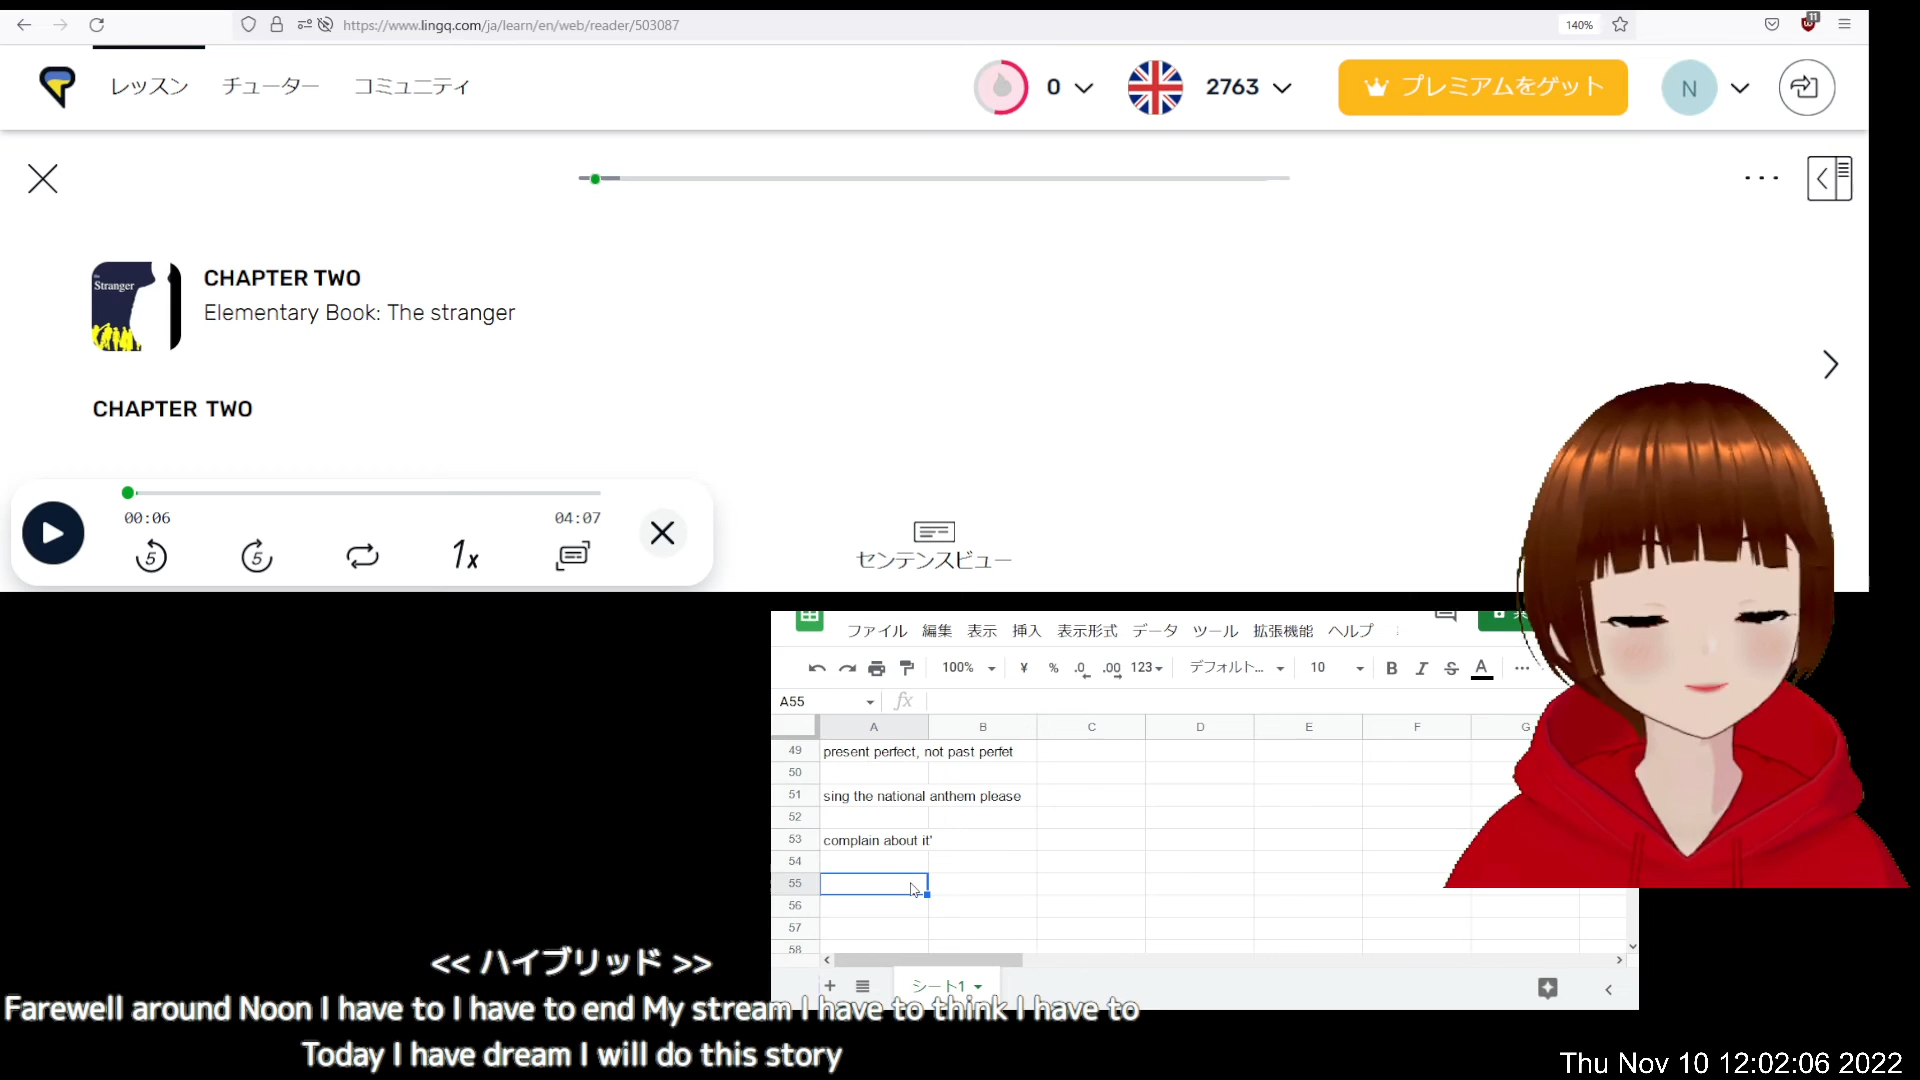 https://www.lingq.com/ja/learn/en/web/reader/503087
140%
11
レッスン チューター コミュニティ
0
2763
プレミアムをゲット
N
the
Stranger
CHAPTER TWO
Elementary Book: The stranger
CHAPTER TWO
00:06
04:07
5
5
1x
センテンスビュー
ファイル 編集 表示 挿入 表示形式 データ ツール 拡張機能 ヘルプ
100% ¥ % .0 .00 123 デフォルト... 10 B I S A
A55 fx
A B C D E F G
49 present perfect, not past perfet
50
51 sing the national anthem please
52
53 complain about it'
54
55
56
57
58
シート1
<< ハイブリッド >>
Farewell around Noon I have to I have to end My stream I have to think I have to
Today I have dream I will do this story
Thu Nov 10 12:02:06 2022